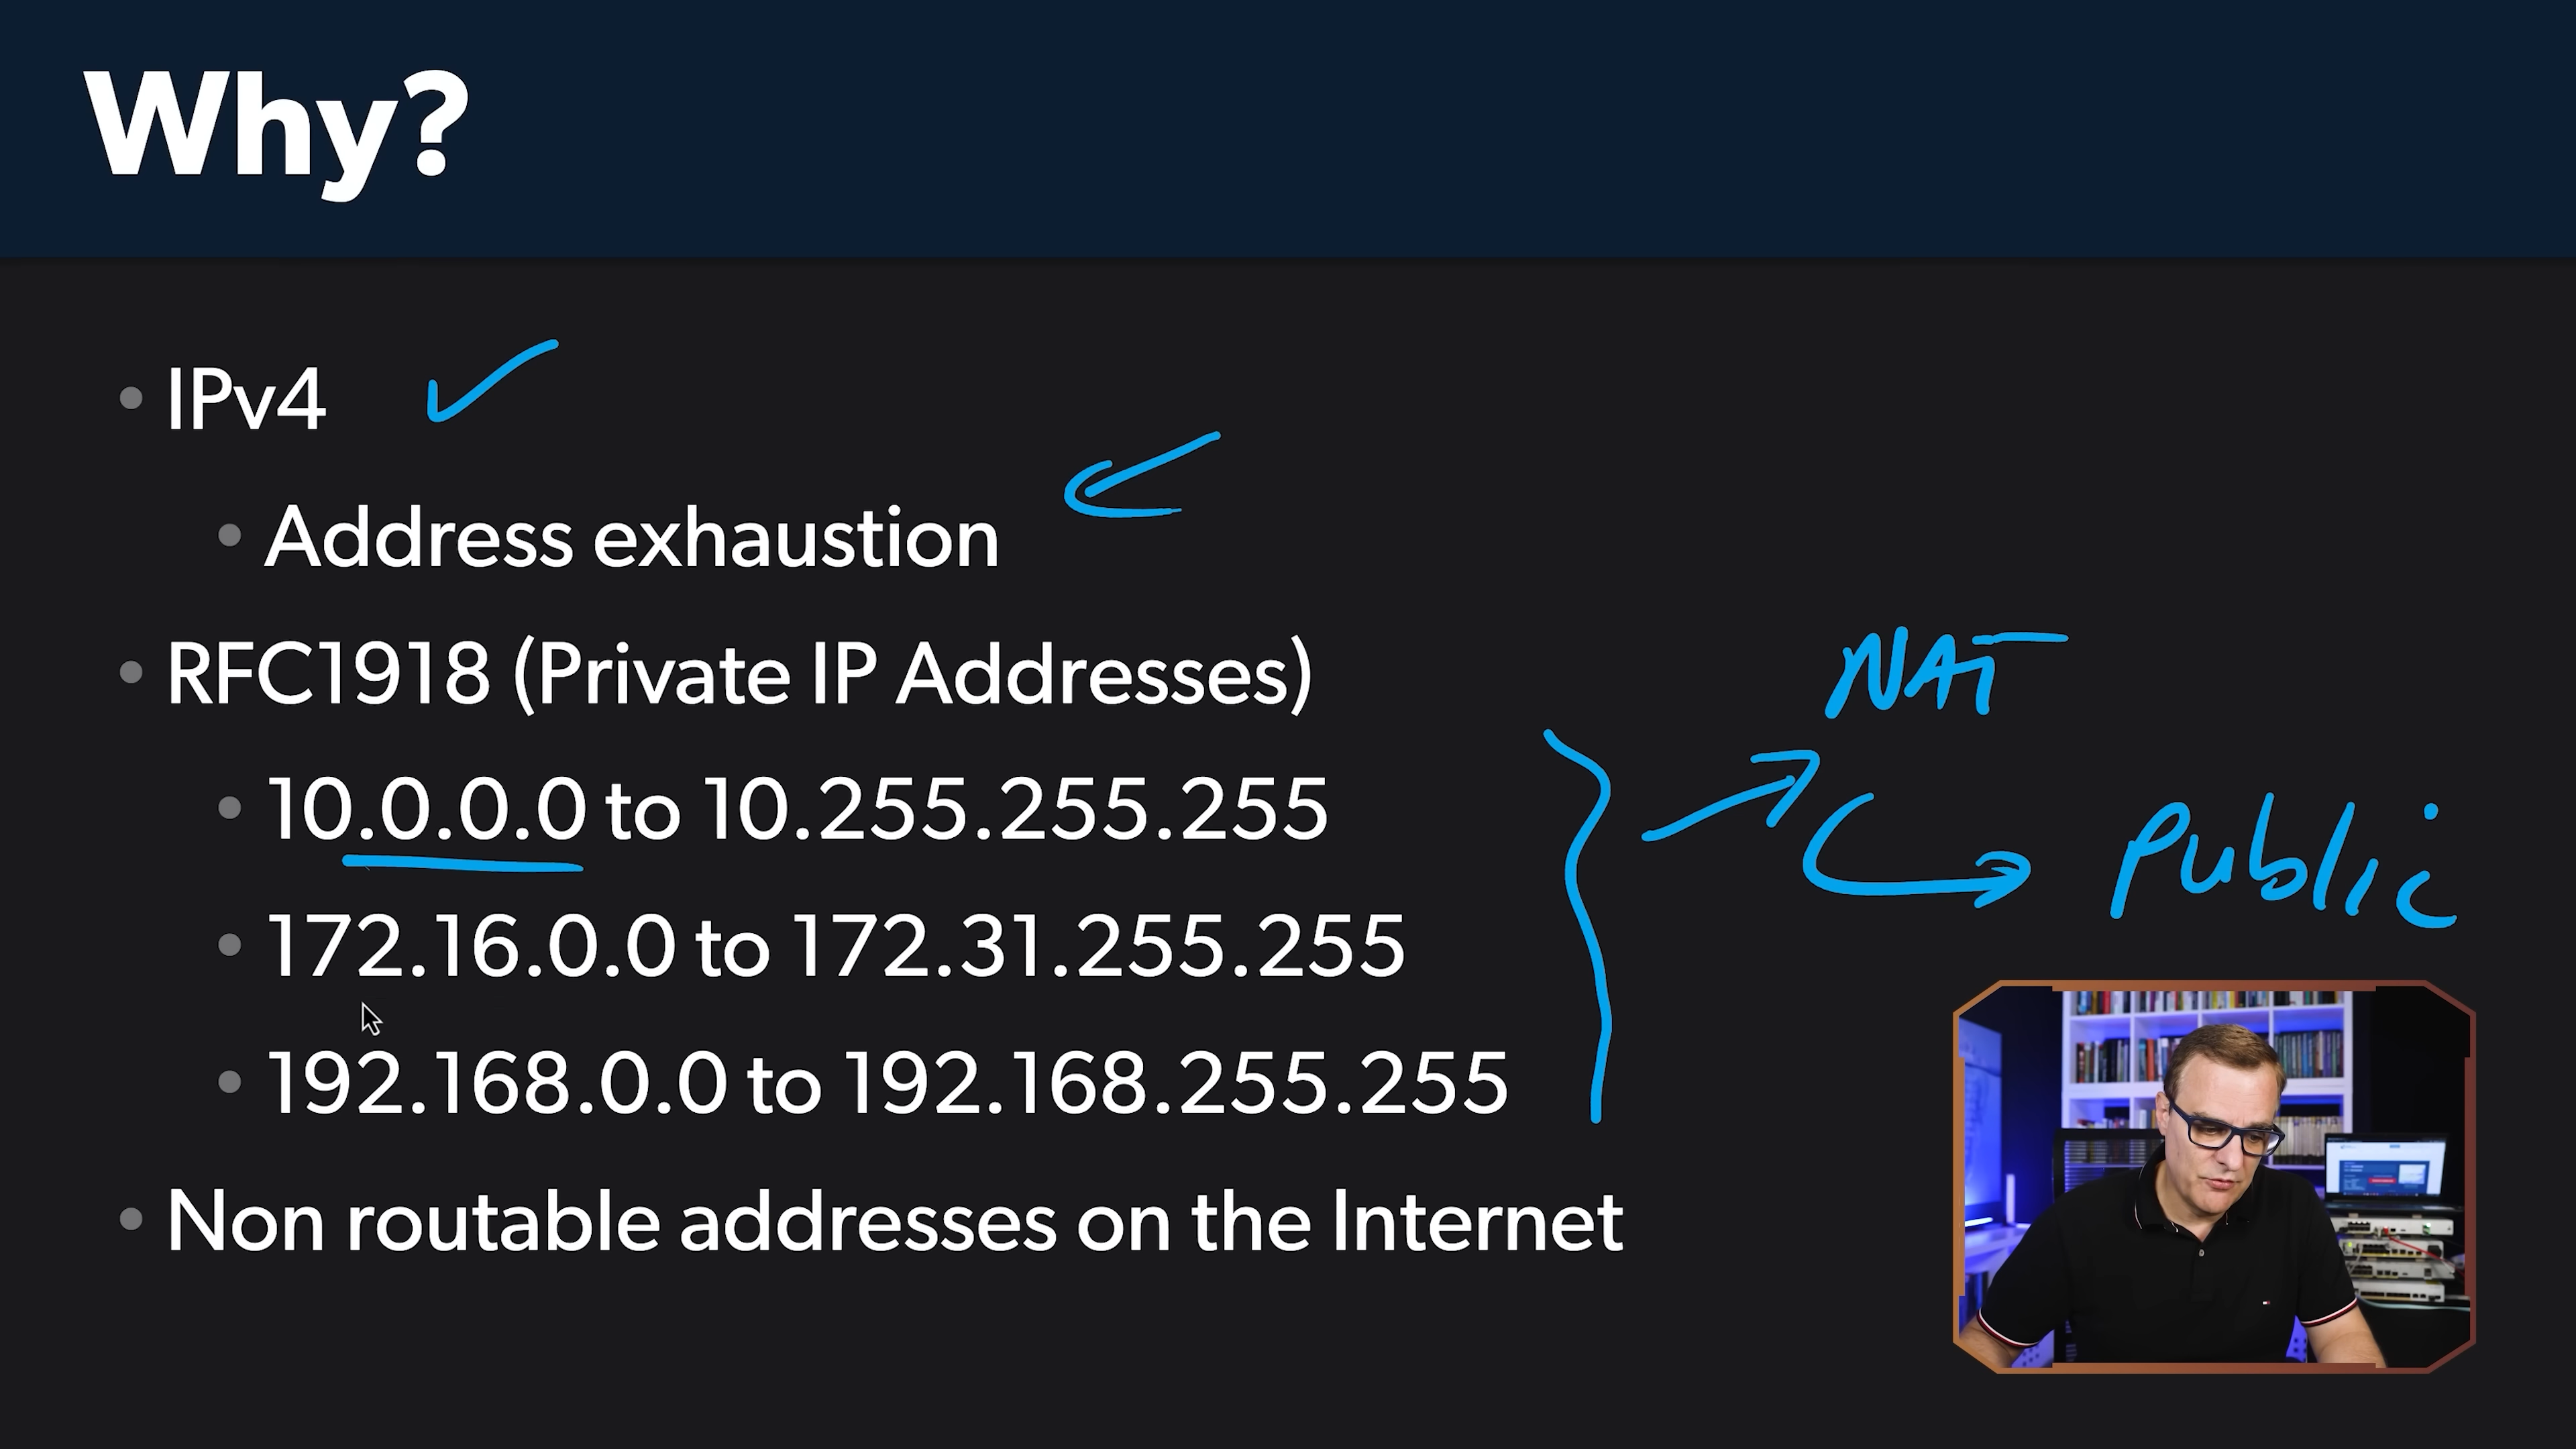 Why?
IPv4
Address exhaustion
RFC1918 (Private IP Addresses)
NAT
10.0.0.0 to 10.255.255.255
Public
172.16.0.0 to 172.31.255.255
192.168.0.0 to 192.168.255.255
Non routable addresses on the Internet